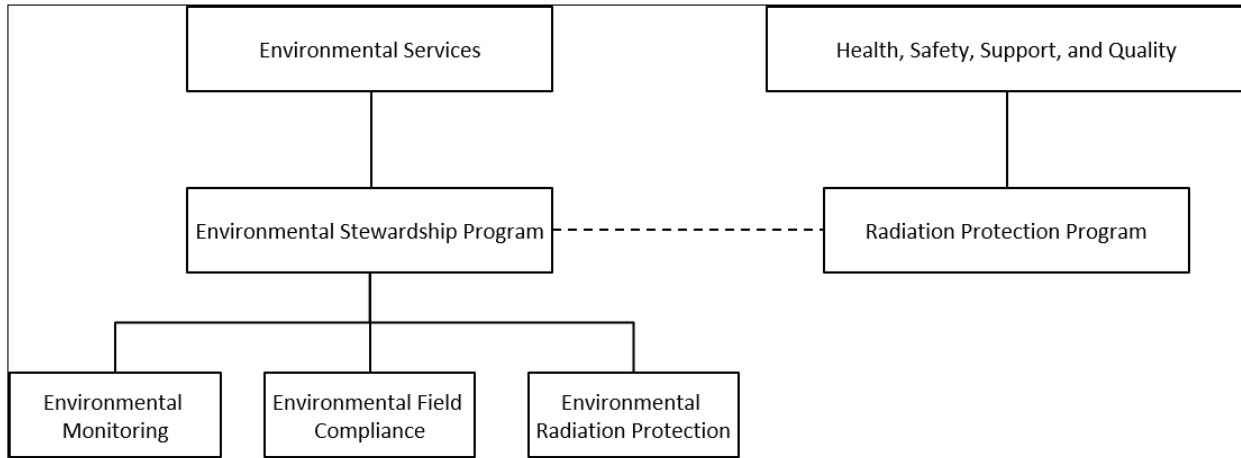 Environmental Services
Health, Safety, Support, and Quality
Environmental Stewardship Program
Radiation Protection Program
Environmental
Monitoring
Environmental Field
Compliance
Environmental
Radiation Protection